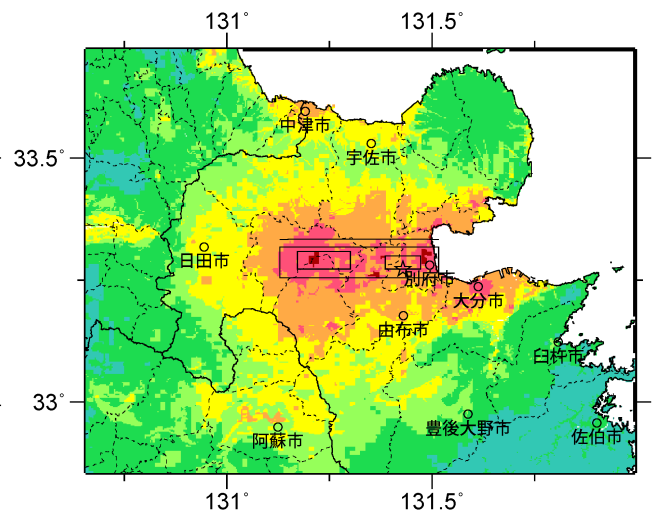 131° 131.5°
中津市
33.5°
宇佐市
日田市
別府市
大分市
由布市
臼杵市
33°
豊後大野市
阿蘇市
佐伯市
131° 131.5°